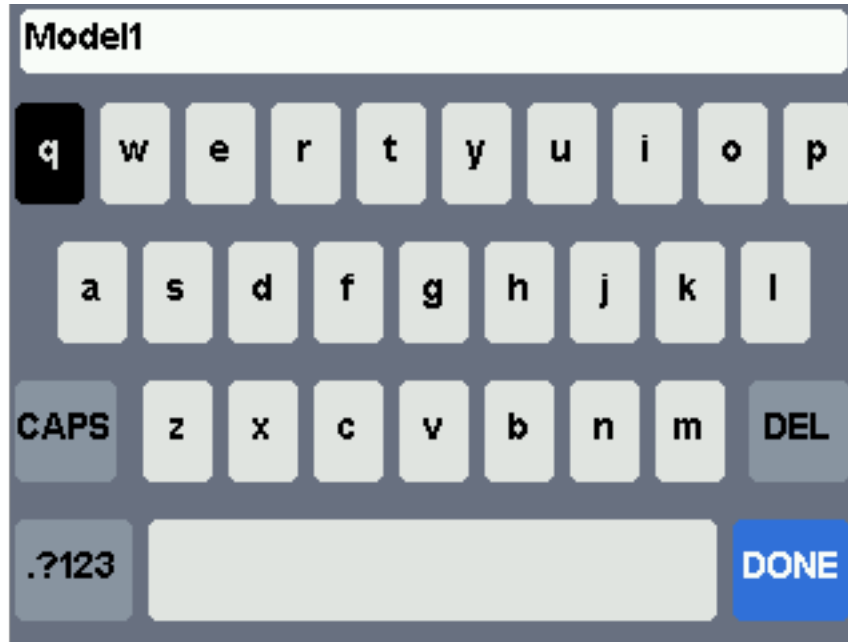 Model1
q w e r t y u i o p
a s d f g h j k l
CAPS z x c v b n m DEL
.?123 DONE